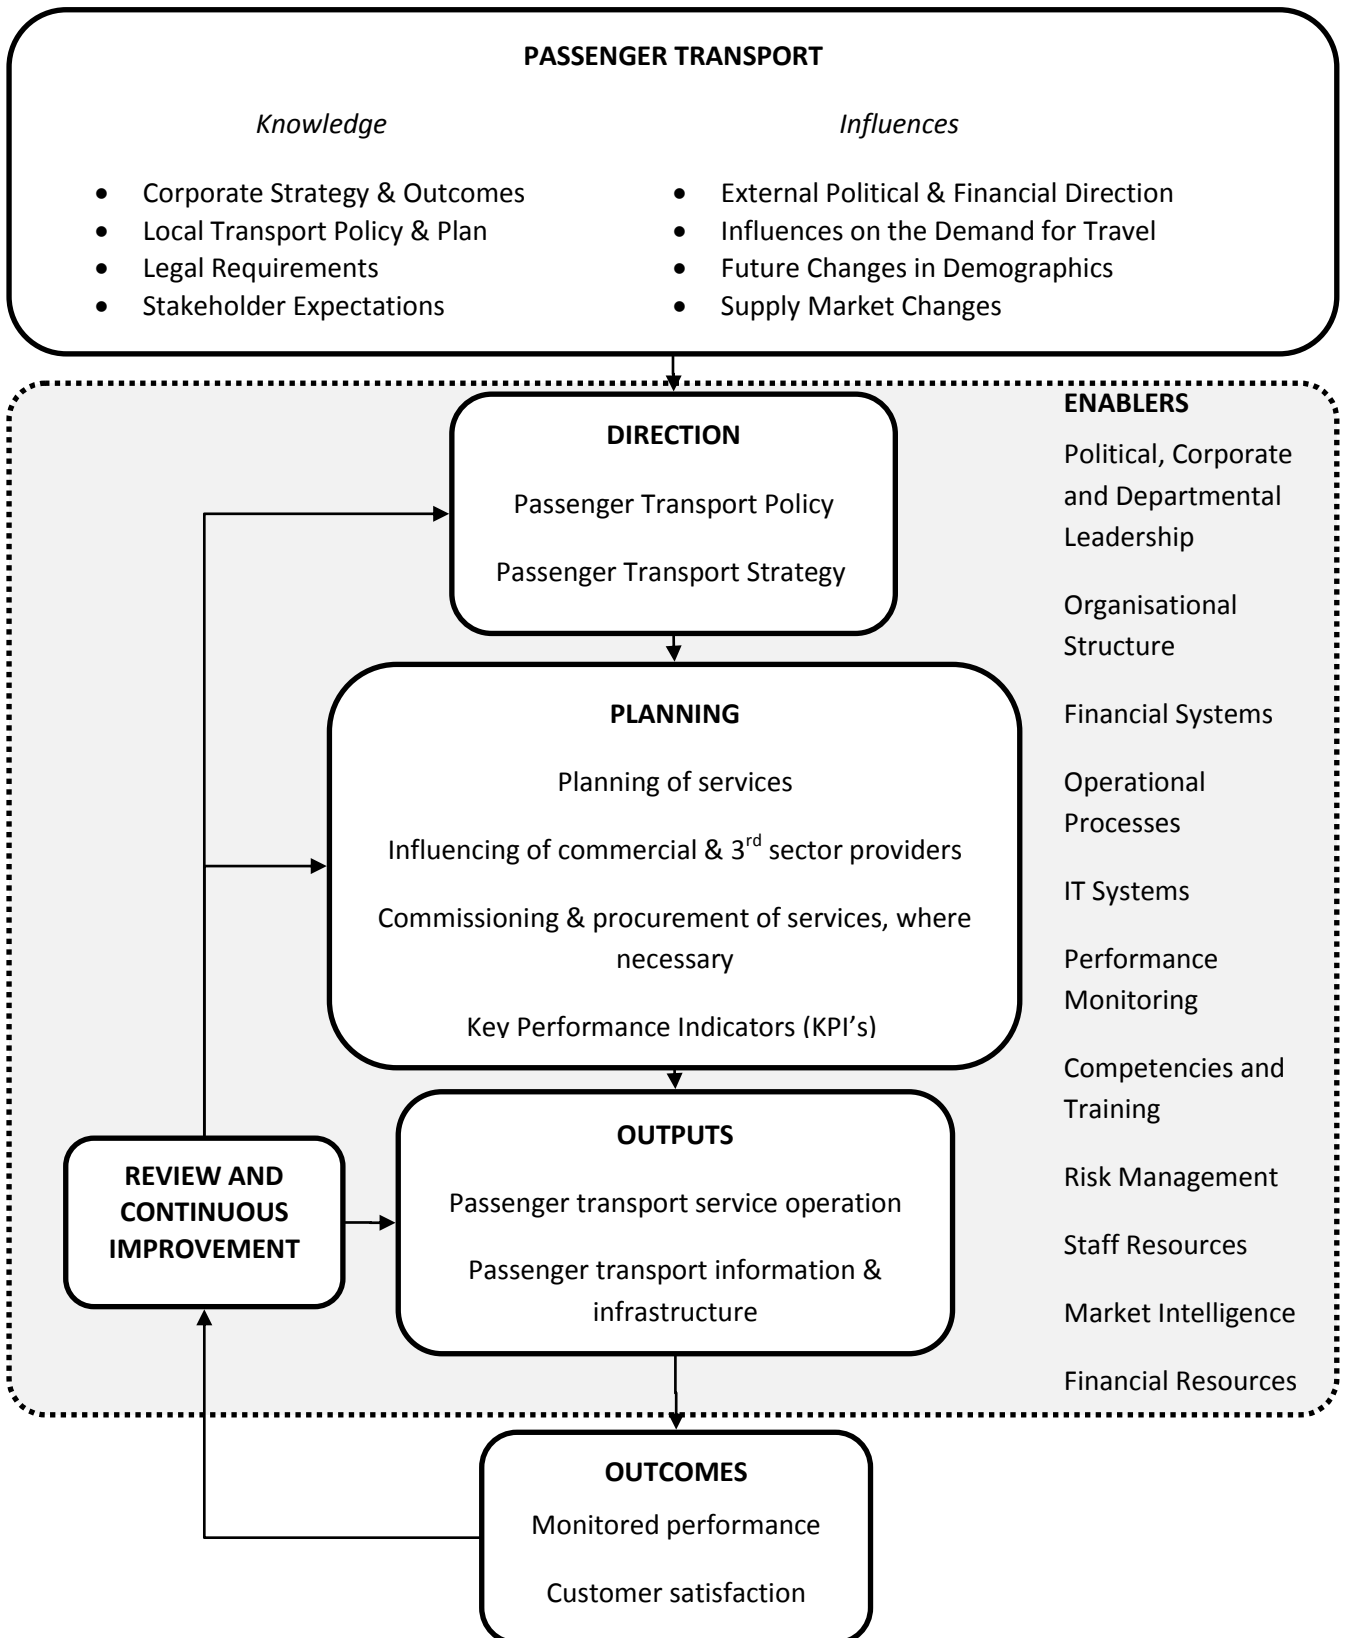 PASSENGER TRANSPORT
Knowledge
• Corporate Strategy & Outcomes
• Local Transport Policy & Plan
• Legal Requirements
• Stakeholder Expectations
Influences
• External Political & Financial Direction
• Influences on the Demand for Travel
• Future Changes in Demographics
• Supply Market Changes
DIRECTION
Passenger Transport Policy
Passenger Transport Strategy
PLANNING
Planning of services
Influencing of commercial & 3rd sector providers
Commissioning & procurement of services, where
necessary
Key Performance Indicators (KPI's)
OUTPUTS
Passenger transport service operation
Passenger transport information &
infrastructure
REVIEW AND
CONTINUOUS
IMPROVEMENT
OUTCOMES
Monitored performance
Customer satisfaction
ENABLERS
Political, Corporate
and Departmental
Leadership
Organisational
Structure
Financial Systems
Operational
Processes
IT Systems
Performance
Monitoring
Competencies and
Training
Risk Management
Staff Resources
Market Intelligence
Financial Resources